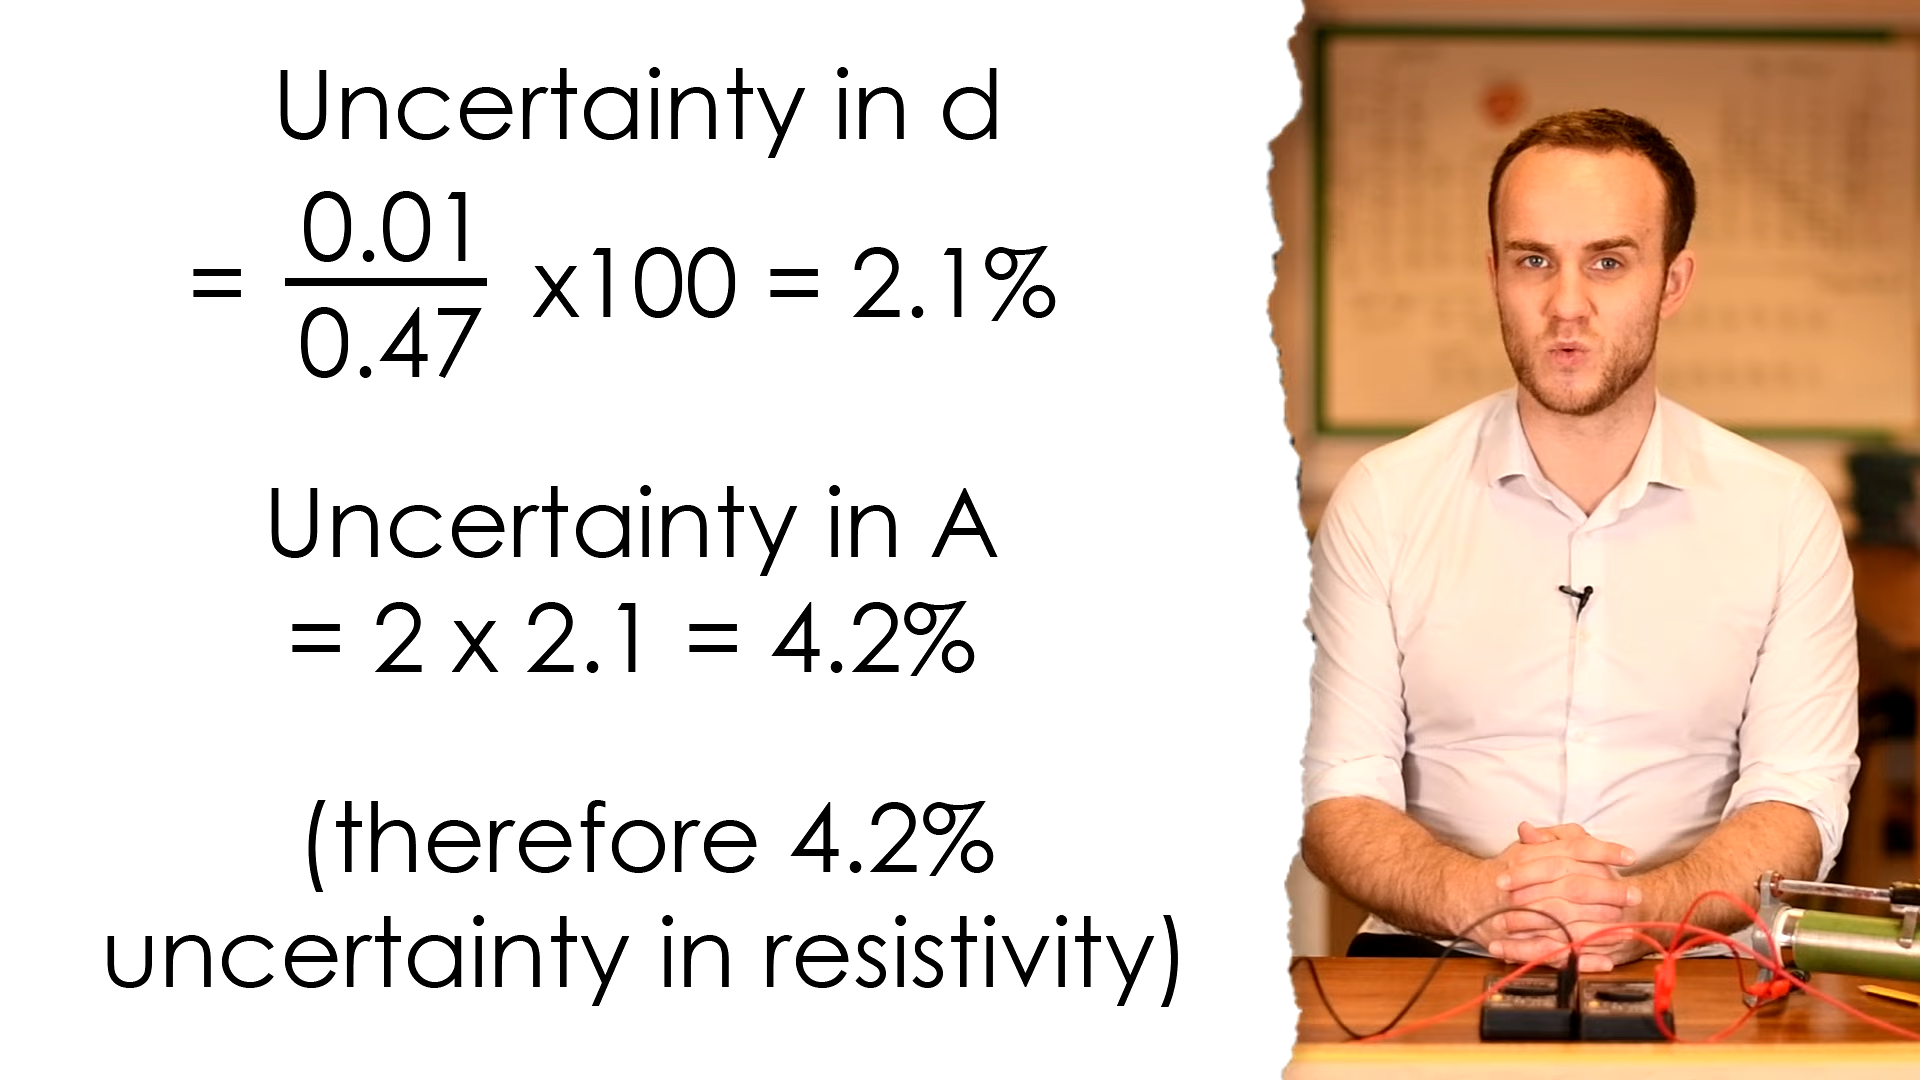 Uncertainty in d
= 0.01 / 0.47 x100 = 2.1%
Uncertainty in A
= 2 x 2.1 = 4.2%
(therefore 4.2%
uncertainty in resistivity)